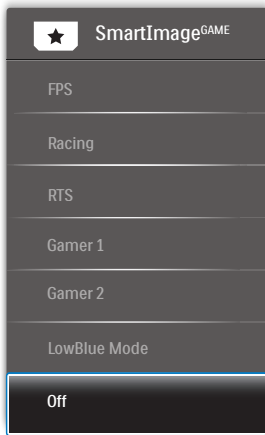 SmartImageGAME
FPS
Racing
RTS
Gamer 1
Gamer 2
LowBlue Mode
Off